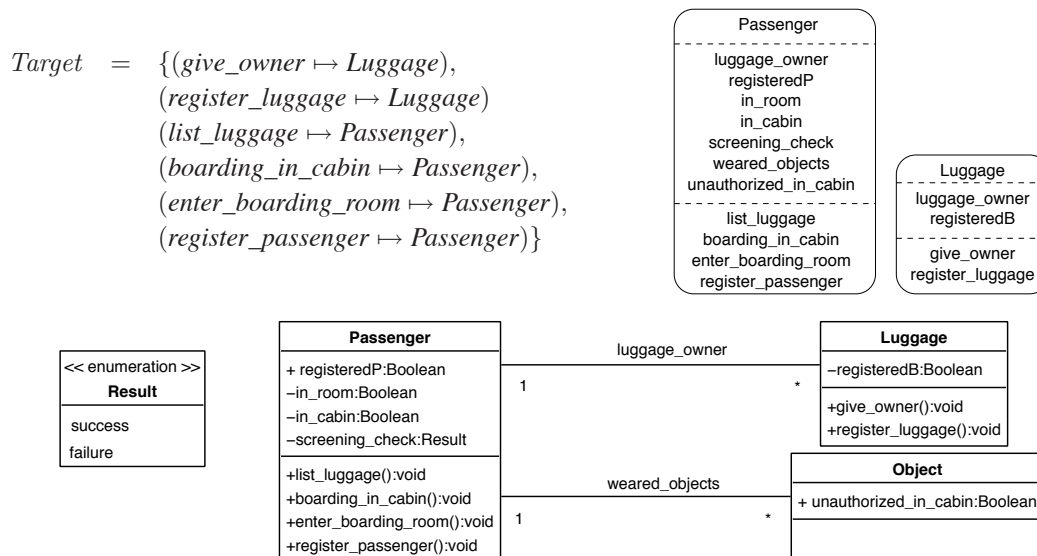 Target = {(give_owner ↦ Luggage),
(register_luggage ↦ Luggage)
(list_luggage ↦ Passenger),
(boarding_in_cabin ↦ Passenger),
(enter_boarding_room ↦ Passenger),
(register_passenger ↦ Passenger)}
Passenger
luggage_owner
registeredP
in_room
in_cabin
screening_check
weared_objects
unauthorized_in_cabin
list_luggage
boarding_in_cabin
enter_boarding_room
register_passenger
Luggage
luggage_owner
registeredB
give_owner
register_luggage
<< enumeration >>
Result
success
failure
Passenger
+ registeredP:Boolean
−in_room:Boolean
−in_cabin:Boolean
−screening_check:Result
+list_luggage():void
+boarding_in_cabin():void
+enter_boarding_room():void
+register_passenger():void
luggage_owner
1 *
Luggage
−registeredB:Boolean
+give_owner():void
+register_luggage():void
weared_objects
1 *
Object
+ unauthorized_in_cabin:Boolean